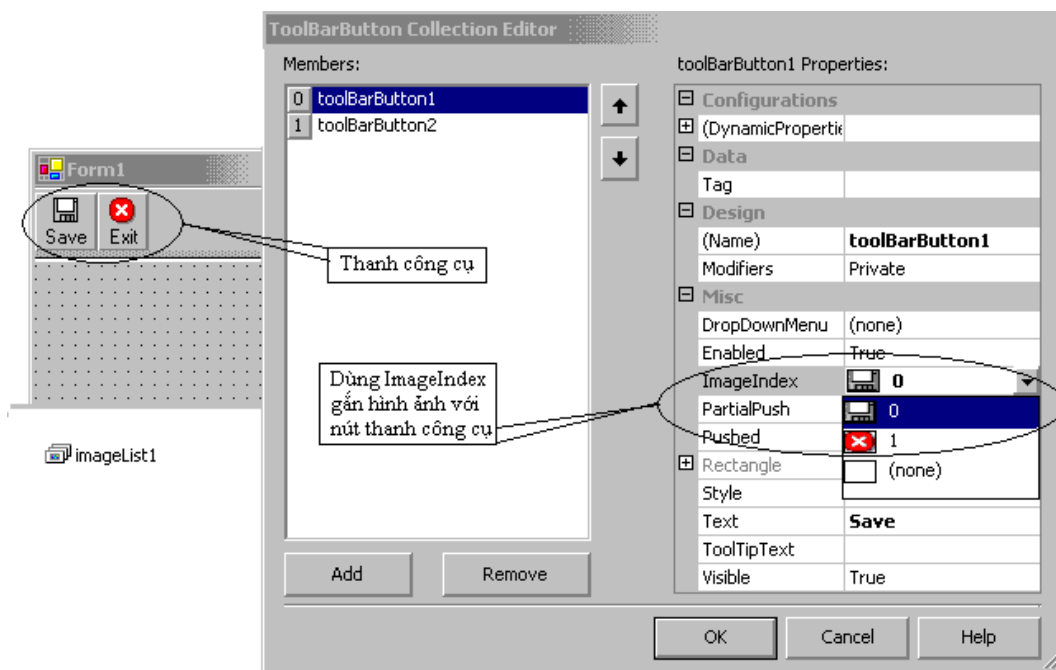 ToolBarButton Collection Editor
Members:
0 toolBarButton1
1 toolBarButton2
Form1
Save Exit
Thanh công cụ
Dùng ImageIndex
gắn hình ảnh với
nút thanh công cụ
imageList1
Add Remove
toolBarButton1 Properties:
Configurations
(DynamicPropertie
Data
Tag
Design
(Name) toolBarButton1
Modifiers Private
Misc
DropDownMenu (none)
Enabled True
ImageIndex 0
PartialPush 0
Pushed 1
Rectangle (none)
Style
Text Save
ToolTipText
Visible True
OK Cancel Help